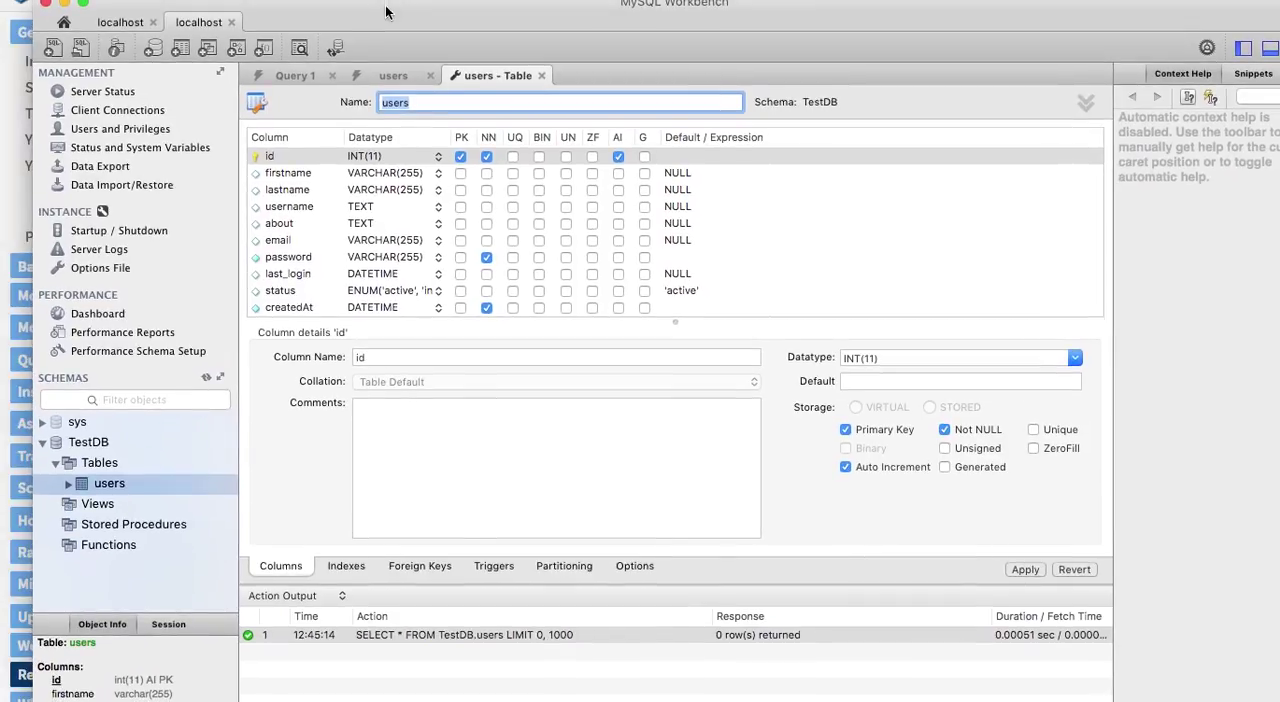 MySQL Workbench
localhost
localhost
MANAGEMENT
Server Status
Client Connections
Users and Privileges
Status and System Variables
Data Export
Data Import/Restore
INSTANCE
Startup / Shutdown
Server Logs
Options File
PERFORMANCE
Dashboard
Performance Reports
Performance Schema Setup
SCHEMAS
Filter objects
sys
TestDB
Tables
users
Views
Stored Procedures
Functions
Object Info Session
Table: users
Columns:
id int(11) AI PK
firstname varchar(255)
Query 1 users users - Table
Name: users Schema: TestDB
Column Datatype PK NN UQ BIN UN ZF AI G Default / Expression
id INT(11)
firstname VARCHAR(255) NULL
lastname VARCHAR(255) NULL
username TEXT NULL
about TEXT NULL
email VARCHAR(255) NULL
password VARCHAR(255)
last_login DATETIME NULL
status ENUM('active', 'in 'active'
createdAt DATETIME
Column details 'id'
Column Name: id Datatype: INT(11)
Collation: Table Default Default
Comments: Storage: VIRTUAL STORED
Primary Key Not NULL Unique
Binary Unsigned ZeroFill
Auto Increment Generated
Columns Indexes Foreign Keys Triggers Partitioning Options Apply Revert
Action Output
Time Action Response Duration / Fetch Time
1 12:45:14 SELECT * FROM TestDB.users LIMIT 0, 1000 0 row(s) returned 0.00051 sec / 0.0000...
Context Help Snippets
Automatic context help is
disabled. Use the toolbar to
manually get help for the cu
caret position or to toggle
automatic help.